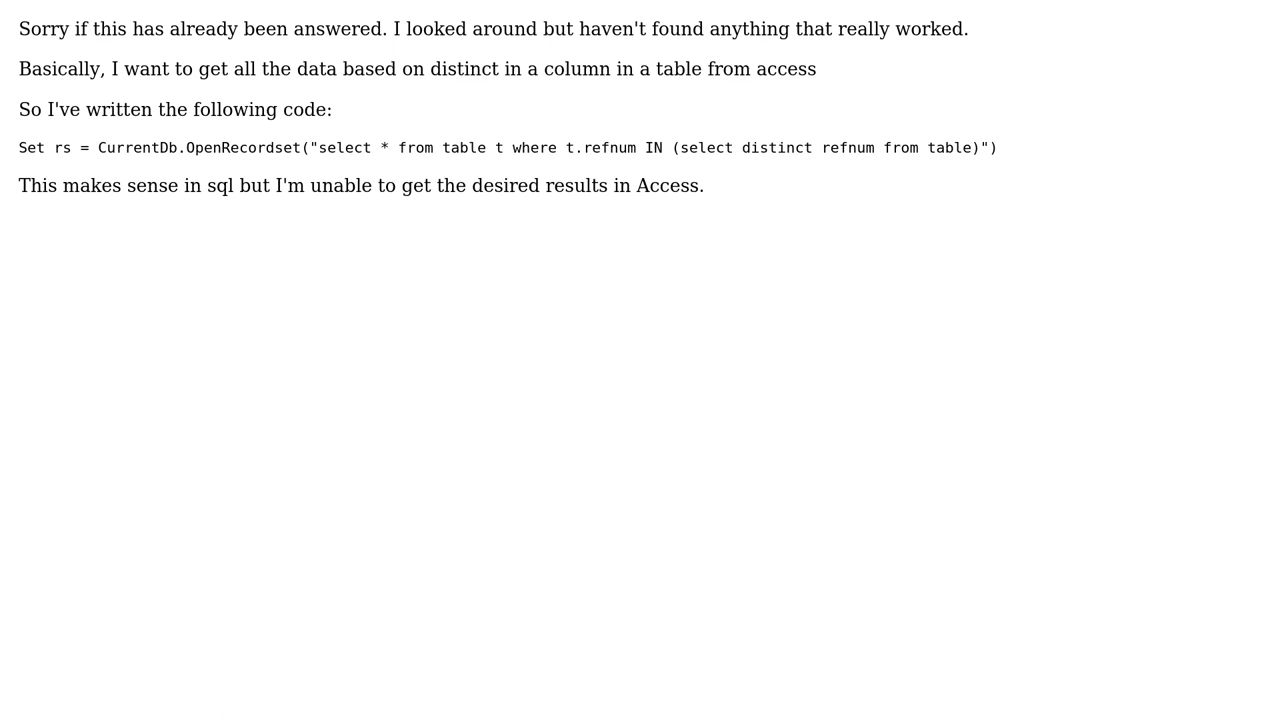 Sorry if this has already been answered. I looked around but haven't found anything that really worked.
Basically, I want to get all the data based on distinct in a column in a table from access
So I've written the following code:
Set rs = CurrentDb.OpenRecordset("select * from table t where t.refnum IN (select distinct refnum from table)")
This makes sense in sql but I'm unable to get the desired results in Access.